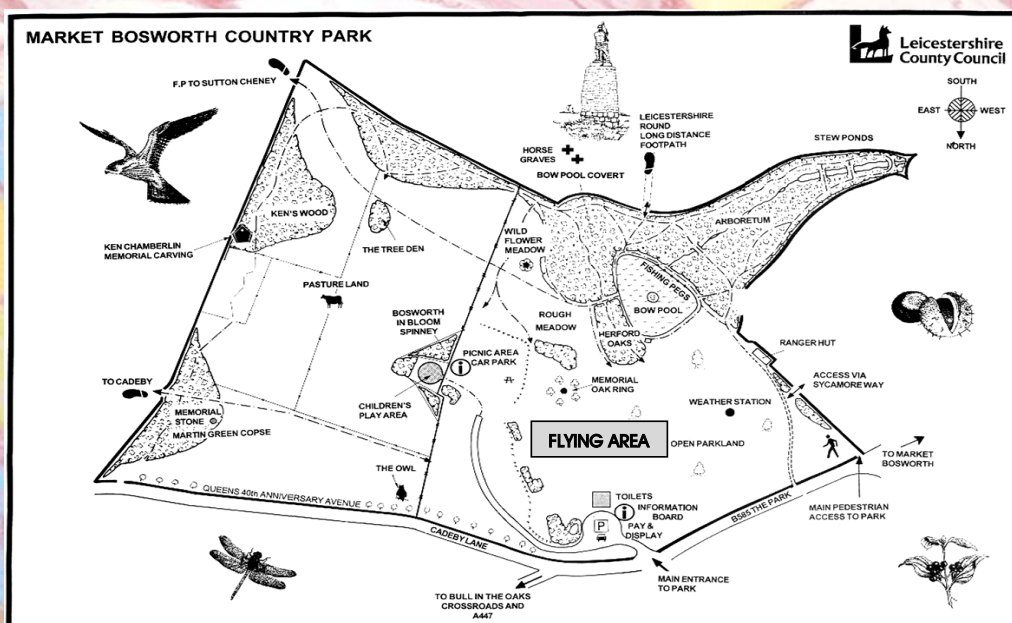 MARKET BOSWORTH COUNTRY PARK
Leicestershire
County Council
F.P TO SUTTON CHENEY
SOUTH
EAST
WEST
NORTH
LEICESTERSHIRE
ROUND
LONG DISTANCE
FOOTPATH
STEW PONDS
HORSE
GRAVES
BOW POOL COVERT
KEN'S WOOD
ARBORETUM
KEN CHAMBERLIN
MEMORIAL CARVING
THE TREE DEN
WILD
FLOWER
MEADOW
FISHING PEGS
PASTURE LAND
BOW POOL
BOSWORTH
IN BLOOM
SPINNEY
ROUGH
MEADOW
HERFORD
OAKS
RANGER HUT
PICNIC AREA
CAR PARK
i
ACCESS VIA
SYCAMORE WAY
TO CADEBY
CHILDREN'S
PLAY AREA
MEMORIAL
OAK RING
WEATHER STATION
MEMORIAL
STONE
MARTIN GREEN COPSE
FLYING AREA
OPEN PARKLAND
TO MARKET
BOSWORTH
THE OWL
QUEENS 40th ANNIVERSARY AVENUE
TOILETS
INFORMATION
BOARD
i
P
PAY &
DISPLAY
B585 THE PARK
MAIN PEDESTRIAN
ACCESS TO PARK
CADEBY LANE
MAIN ENTRANCE
TO PARK
TO BULL IN THE OAKS
CROSSROADS AND
A447